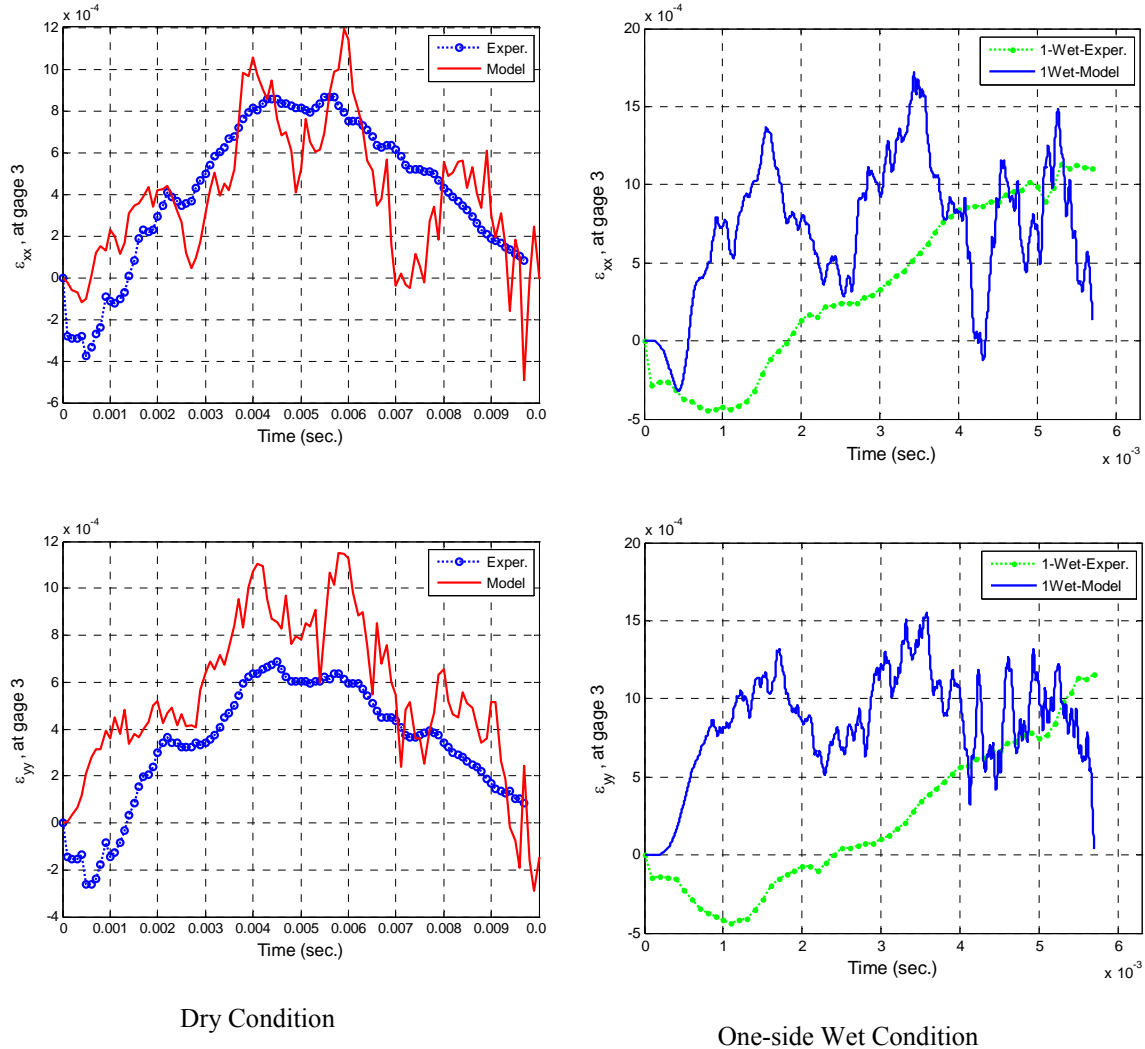 x 10-4
12
10
8
6
4
2
0
-2
-4
-6
εxx , at gage 3
Exper.
Model
0 0.001 0.002 0.003 0.004 0.005 0.006 0.007 0.008 0.009 0.0
Time (sec.)
x 10-4
20
15
10
5
0
-5
εxx , at gage 3
1-Wet-Exper.
1Wet-Model
0 1 2 3 4 5 6
x 10-3
Time (sec.)
x 10-4
12
10
8
6
4
2
0
-2
-4
εyy , at gage 3
Exper.
Model
0 0.001 0.002 0.003 0.004 0.005 0.006 0.007 0.008 0.009 0.0
Time (sec.)
x 10-4
20
15
10
5
0
-5
εyy , at gage 3
1-Wet-Exper.
1Wet-Model
0 1 2 3 4 5 6
x 10-3
Time (sec.)
Dry Condition
One-side Wet Condition